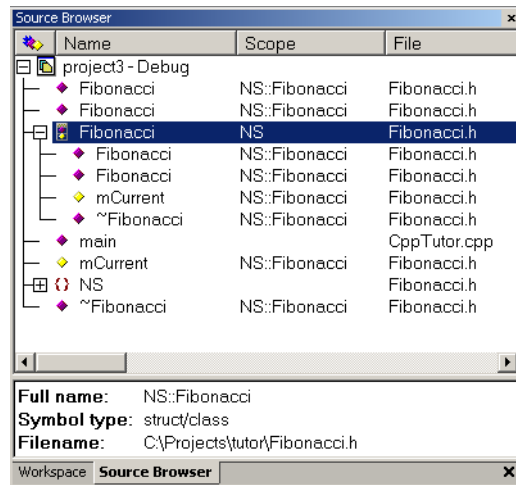 Source Browser
Name Scope File
project3 - Debug
Fibonacci NS::Fibonacci Fibonacci.h
Fibonacci NS::Fibonacci Fibonacci.h
Fibonacci NS Fibonacci.h
Fibonacci NS::Fibonacci Fibonacci.h
Fibonacci NS::Fibonacci Fibonacci.h
mCurrent NS::Fibonacci Fibonacci.h
~Fibonacci NS::Fibonacci Fibonacci.h
main CppTutor.cpp
mCurrent NS::Fibonacci Fibonacci.h
NS Fibonacci.h
~Fibonacci NS::Fibonacci Fibonacci.h
Full name: NS::Fibonacci
Symbol type: struct/class
Filename: C:\Projects\tutor\Fibonacci.h
Workspace Source Browser